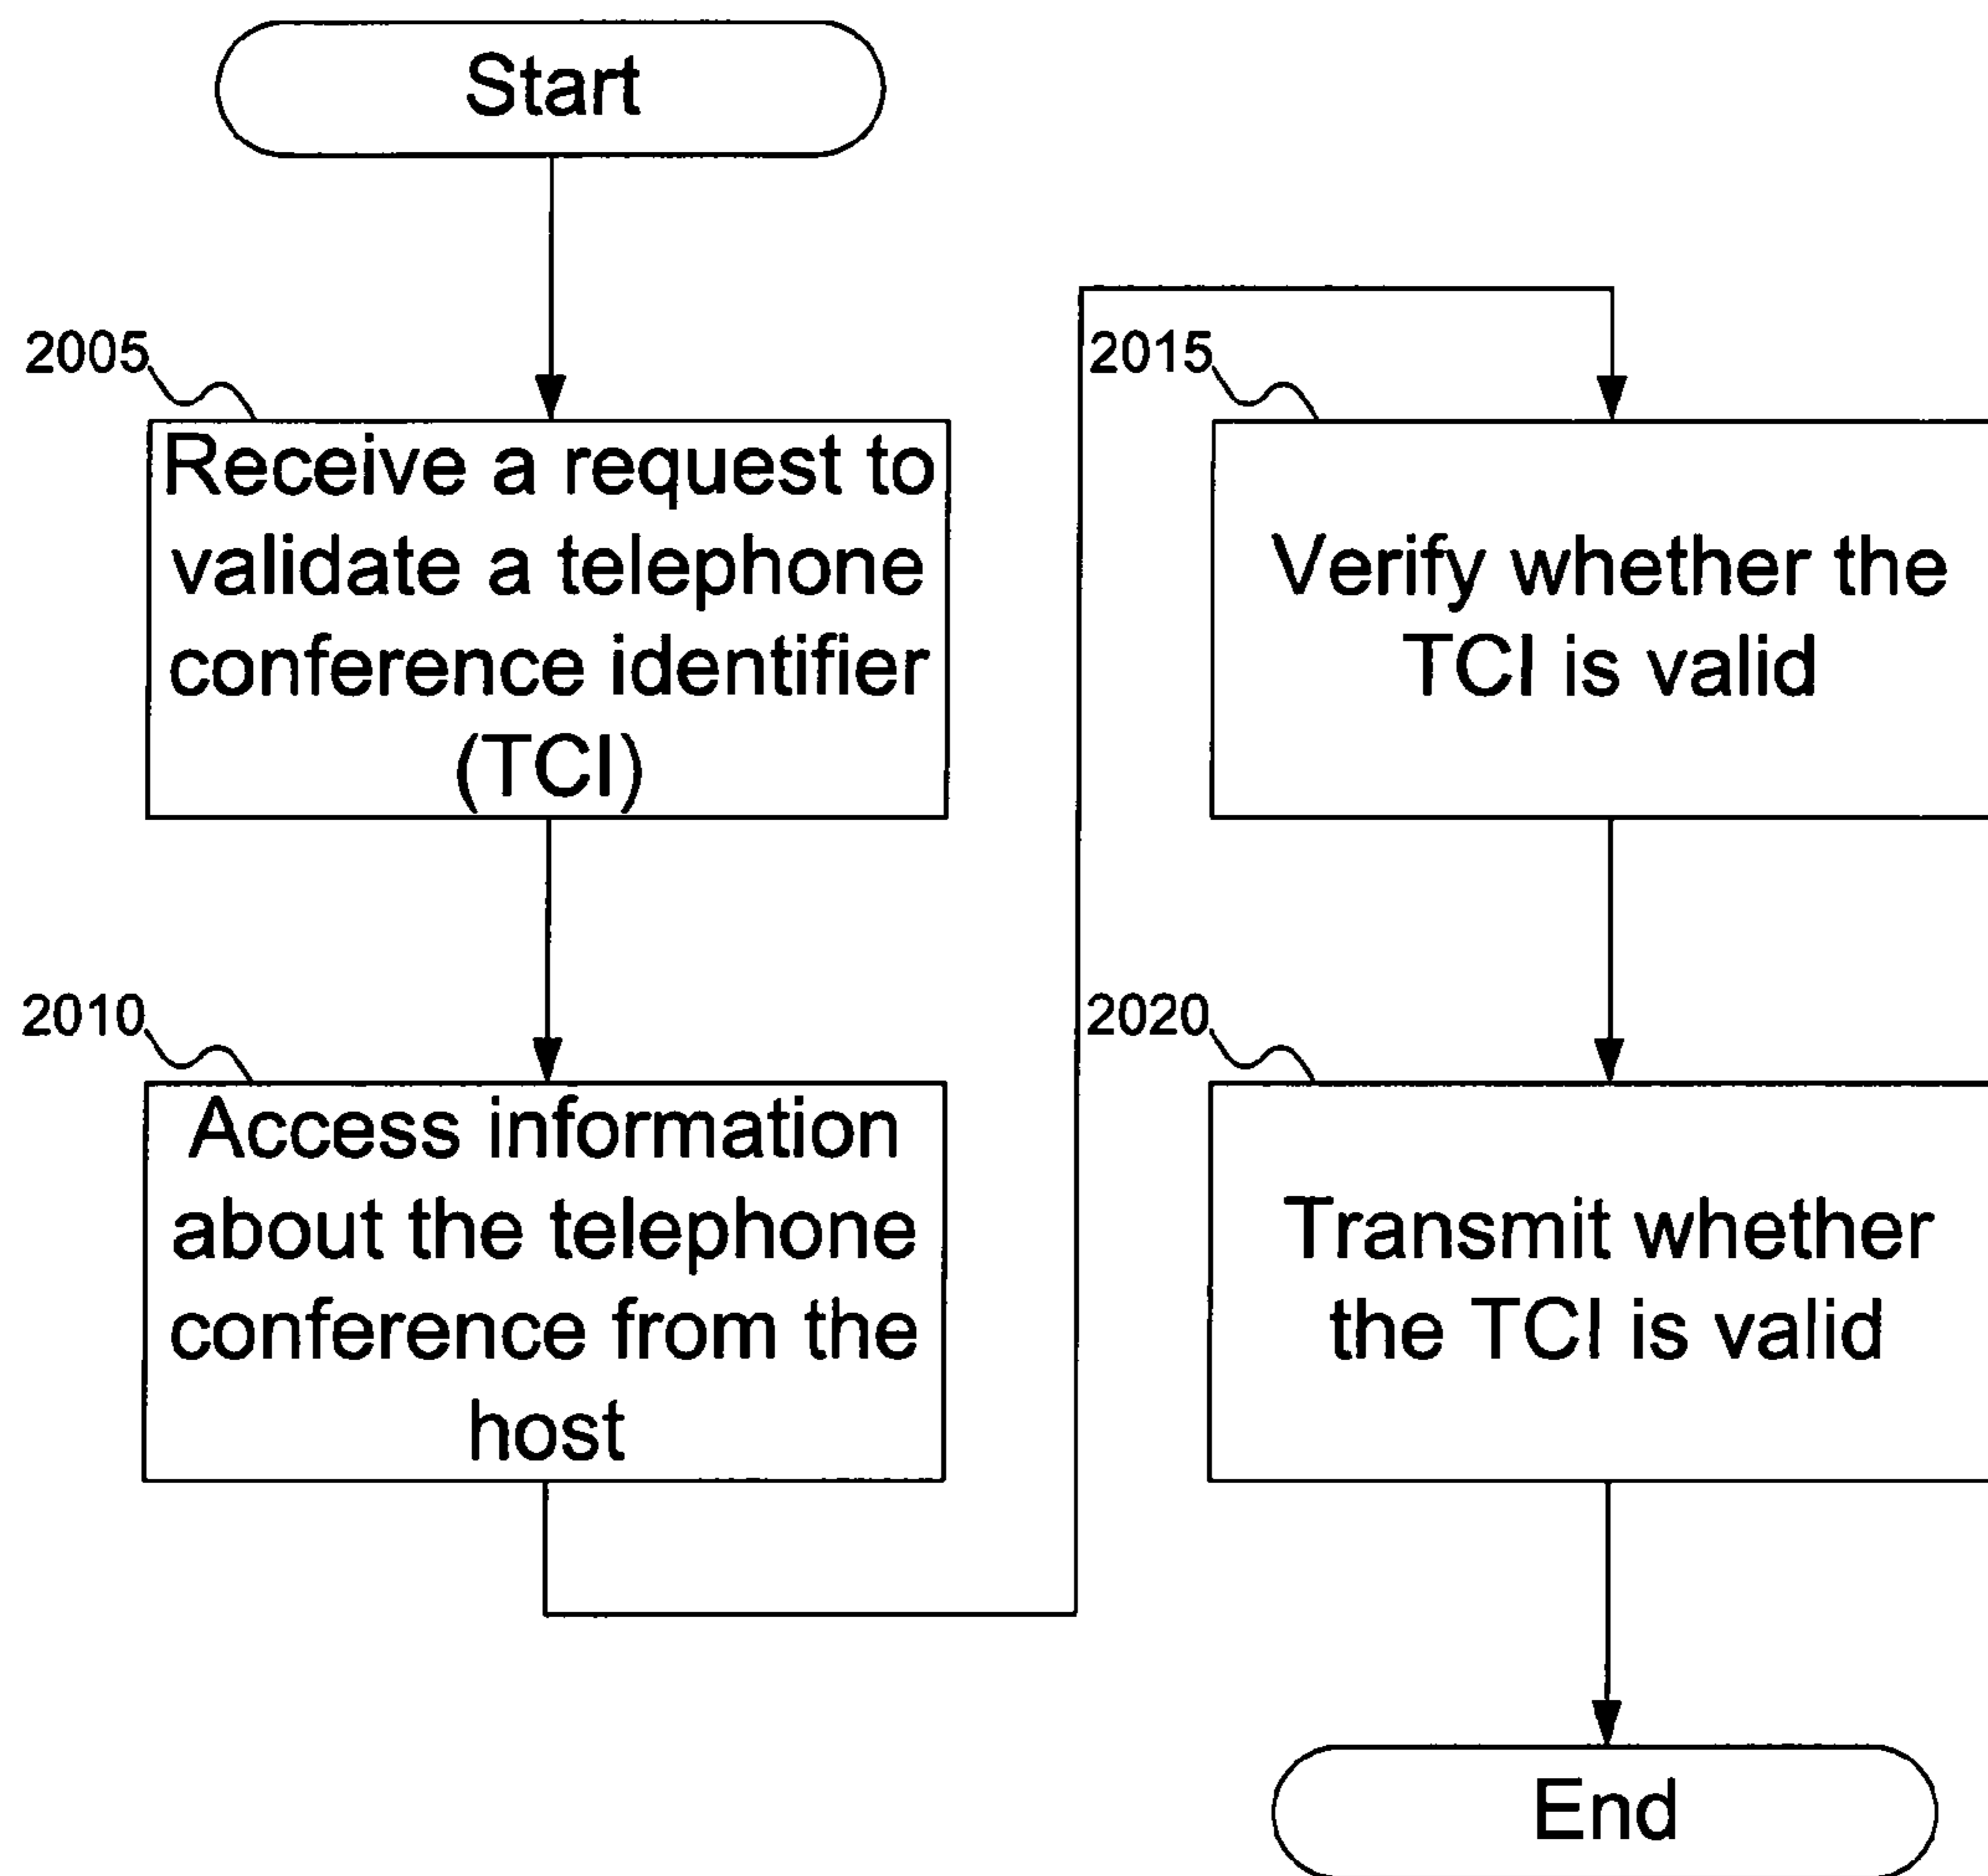 Start
2005
Receive a request to
validate a telephone
conference identifier
(TCI)
2010
Access information
about the telephone
conference from the
host
2015
Verify whether the
TCI is valid
2020
Transmit whether
the TCI is valid
End